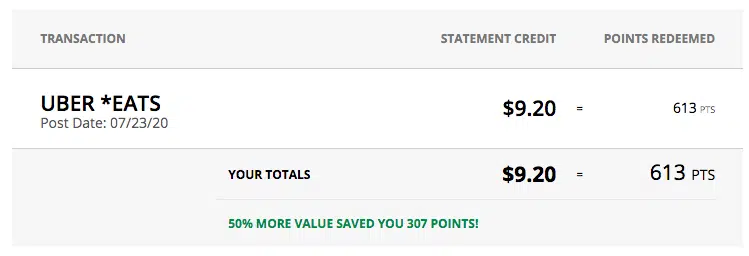 TRANSACTION STATEMENT CREDIT POINTS REDEEMED
UBER *EATS $9.20 = 613 PTS
Post Date: 07/23/20
YOUR TOTALS $9.20 = 613 PTS
50% MORE VALUE SAVED YOU 307 POINTS!